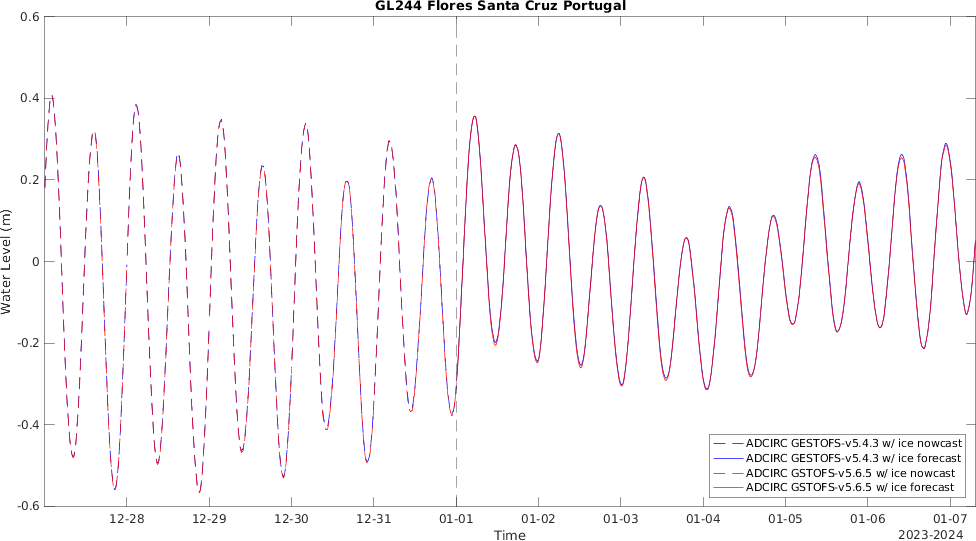 GL244 Flores Santa Cruz Portugal
0.6
0.4
0.2
0
-0.2
-0.4
-0.6
Water Level (m)
ADCIRC GESTOFS-v5.4.3 w/ ice nowcast
ADCIRC GESTOFS-v5.4.3 w/ ice forecast
ADCIRC GSTOFS-v5.6.5 w/ ice nowcast
ADCIRC GSTOFS-v5.6.5 w/ ice forecast
12-28 12-29 12-30 12-31 01-01 01-02 01-03 01-04 01-05 01-06 01-07
Time
2023-2024